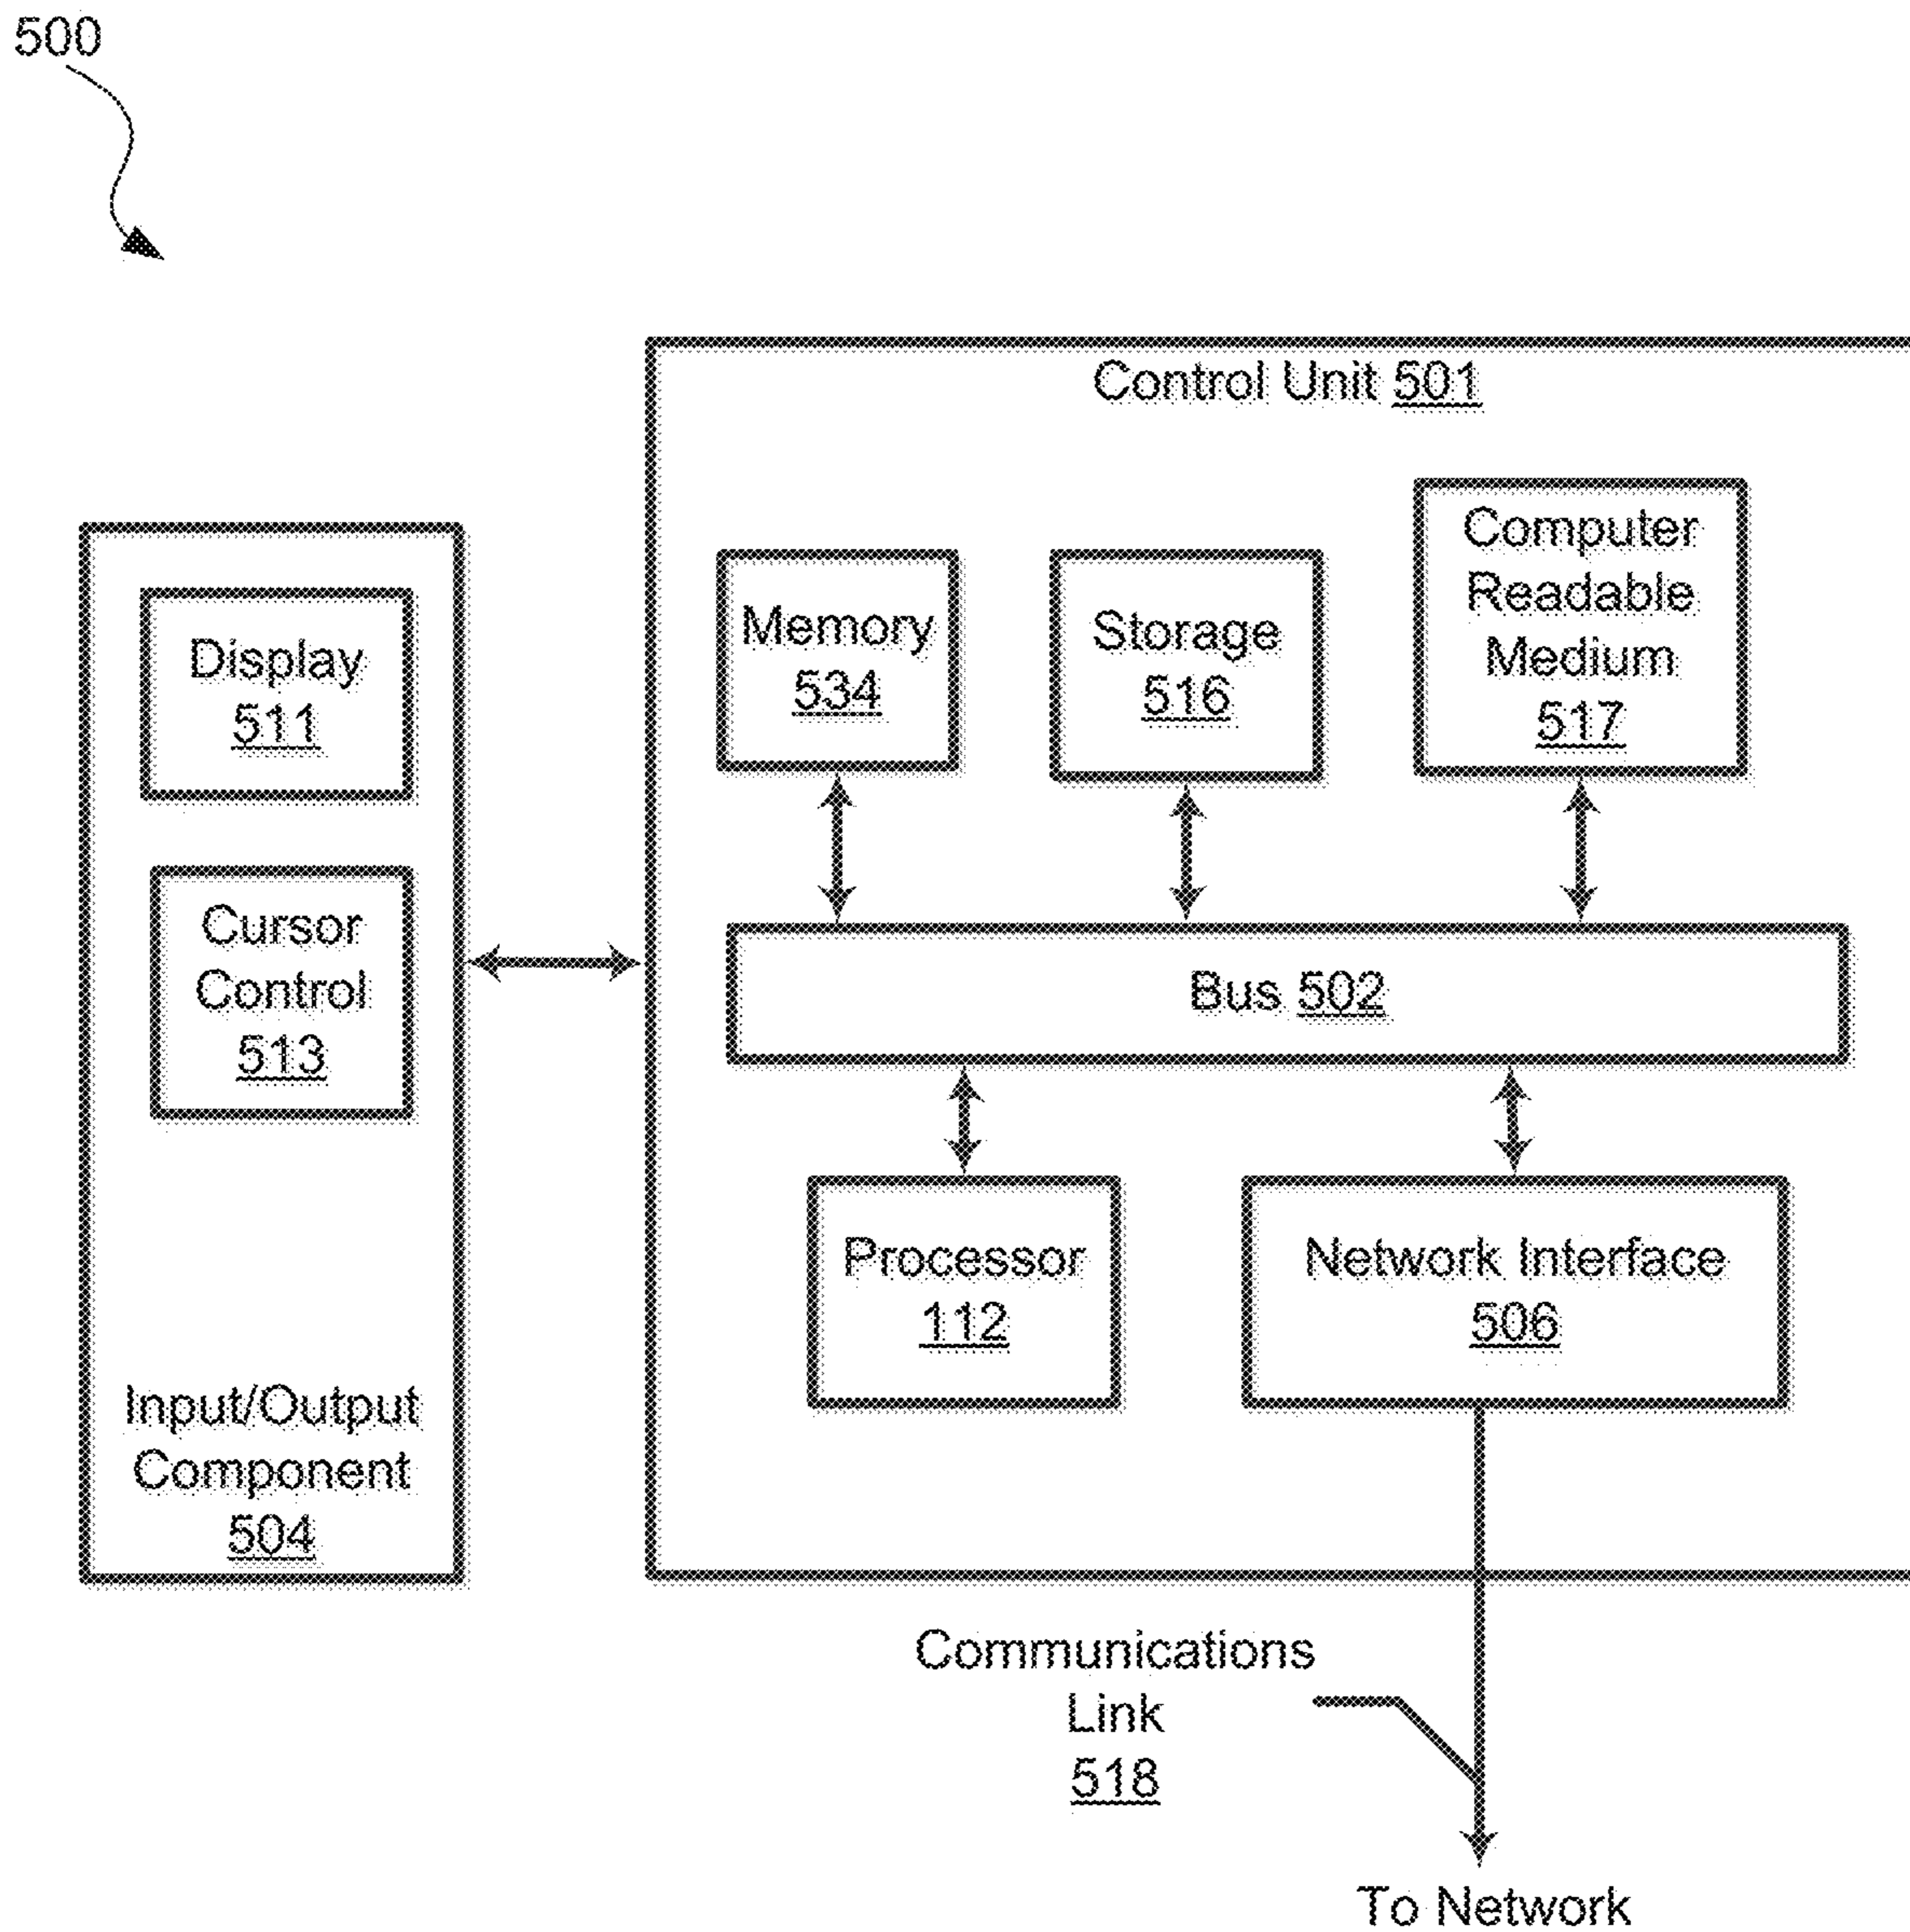 500
Control Unit 501
Computer
Readable
Medium
517
Memory
534
Storage
516
Display
511
Cursor
Control
513
Bus 502
Processor
112
Network Interface
506
Input/Output
Component
504
Communications
Link
518
To Network